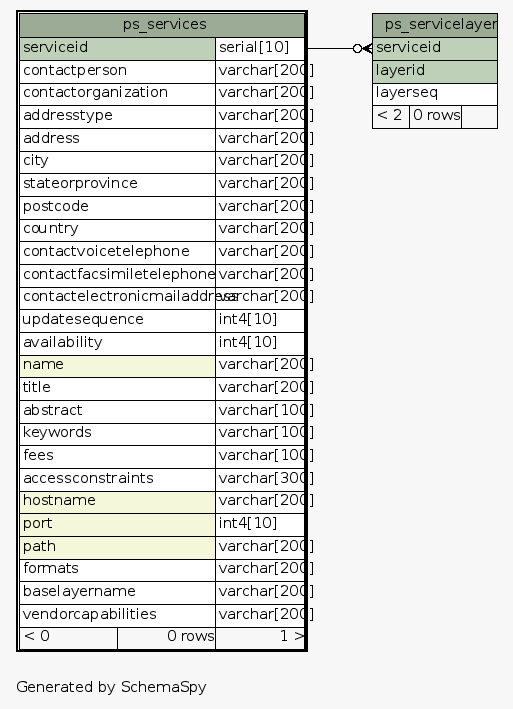 ps_services
serviceid serial[10]
contactperson varchar[200]
contactorganization varchar[200]
addresstype varchar[200]
address varchar[200]
city varchar[200]
stateorprovince varchar[200]
postcode varchar[200]
country varchar[200]
contactvoicetelephone varchar[200]
contactfacsimiletelephone varchar[200]
contactelectronicmailaddress varchar[200]
updatesequence int4[10]
availability int4[10]
name varchar[200]
title varchar[200]
abstract varchar[100]
keywords varchar[100]
fees varchar[100]
accessconstraints varchar[300]
hostname varchar[200]
port int4[10]
path varchar[200]
formats varchar[200]
baselayername varchar[200]
vendorcapabilities varchar[200]
< 0 0 rows 1 >
ps_servicelayer
serviceid
layerid
layerseq
< 2 0 rows
Generated by SchemaSpy